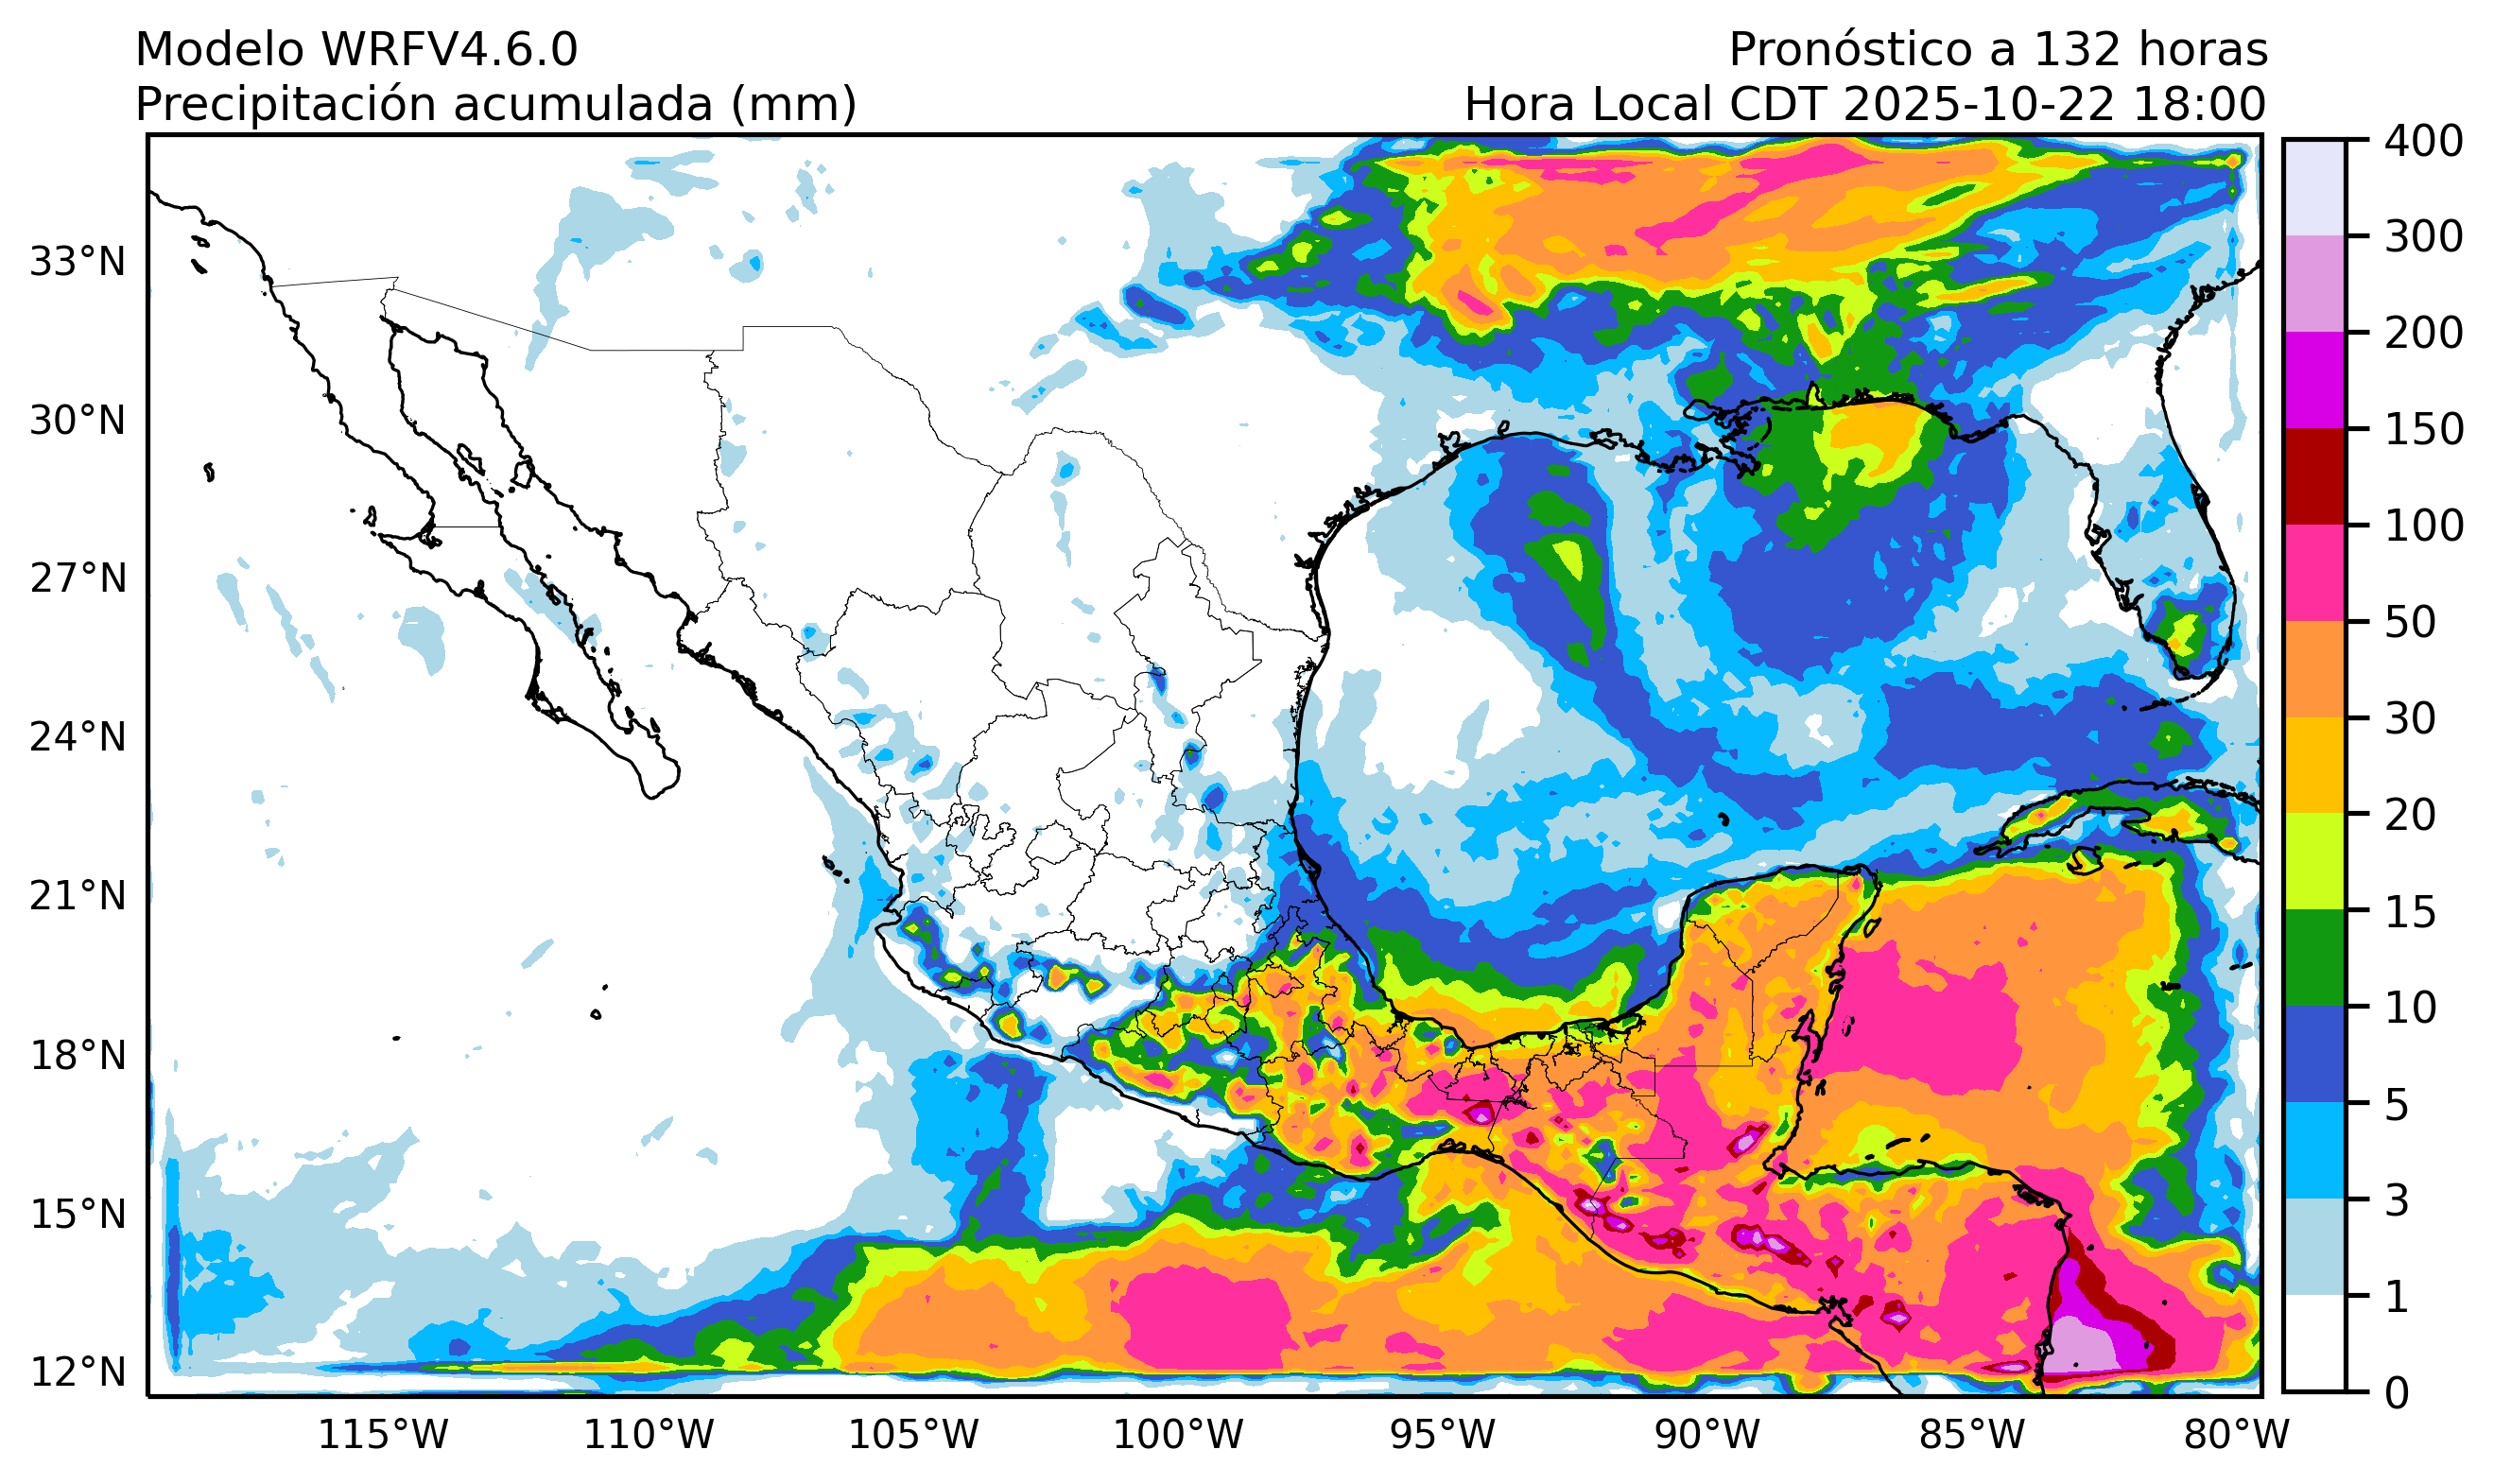 Modelo WRFV4.6.0
Pronóstico a 132 horas
Precipitación acumulada (mm)
Hora Local CDT 2025-10-22 18:00
33°N
30°N
27°N
24°N
21°N
18°N
15°N
12°N
115°W
110°W
105°W
100°W
95°W
90°W
85°W
80°W
400
300
200
150
100
50
30
20
15
10
5
3
1
0